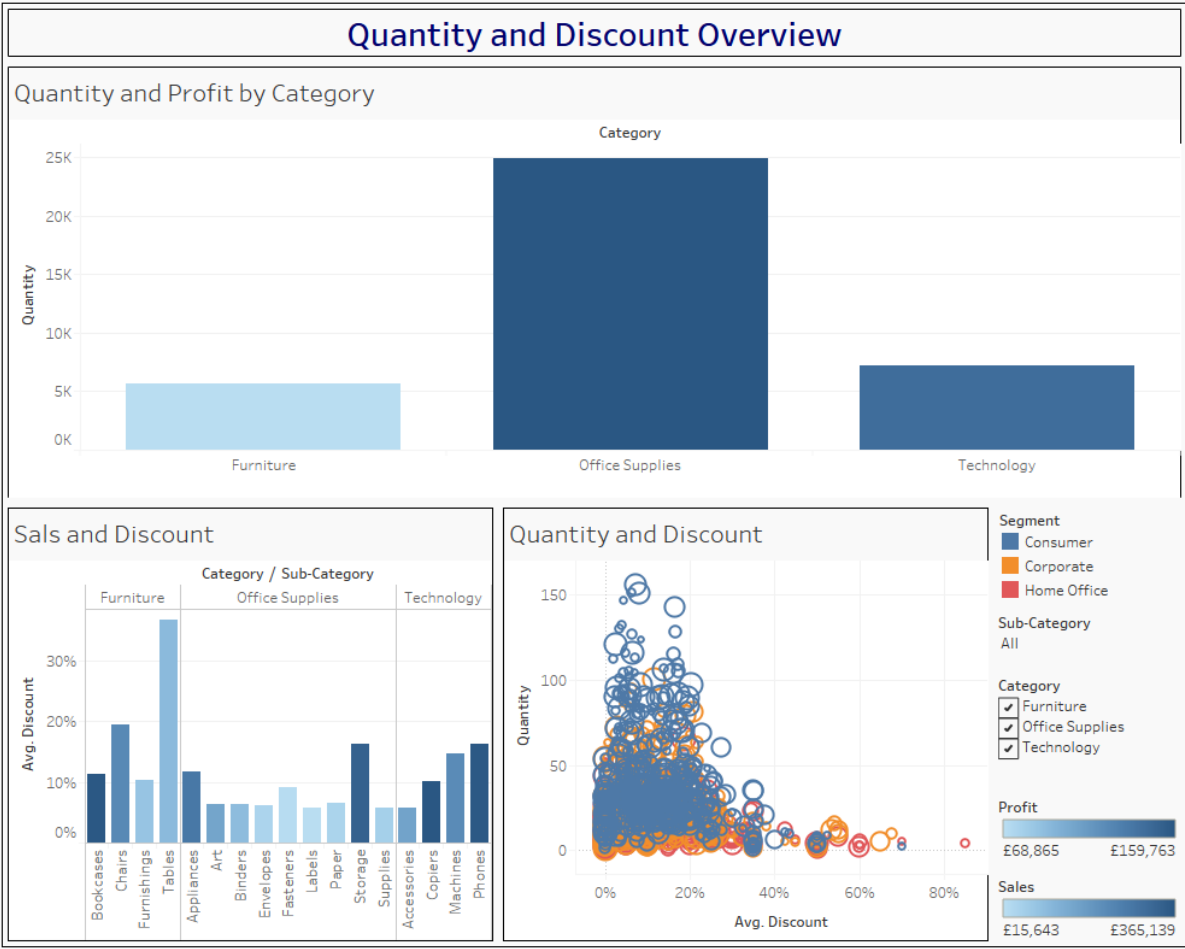 Quantity and Discount Overview
Quantity and Profit by Category
Category
25K
20K
15K
10K
5K
0K
Quantity
Furniture
Office Supplies
Technology
Sals and Discount
Category / Sub-Category
Furniture
Office Supplies
Technology
30%
20%
10%
0%
Avg. Discount
Bookcases
Chairs
Furnishings
Tables
Appliances
Art
Binders
Envelopes
Fasteners
Labels
Paper
Storage
Supplies
Accessories
Copiers
Machines
Phones
Quantity and Discount
150
100
50
0
Quantity
0%
20%
40%
60%
80%
Avg. Discount
Segment
Consumer
Corporate
Home Office
Sub-Category
All
Category
Furniture
Office Supplies
Technology
Profit
£68,865 £159,763
Sales
£15,643 £365,139